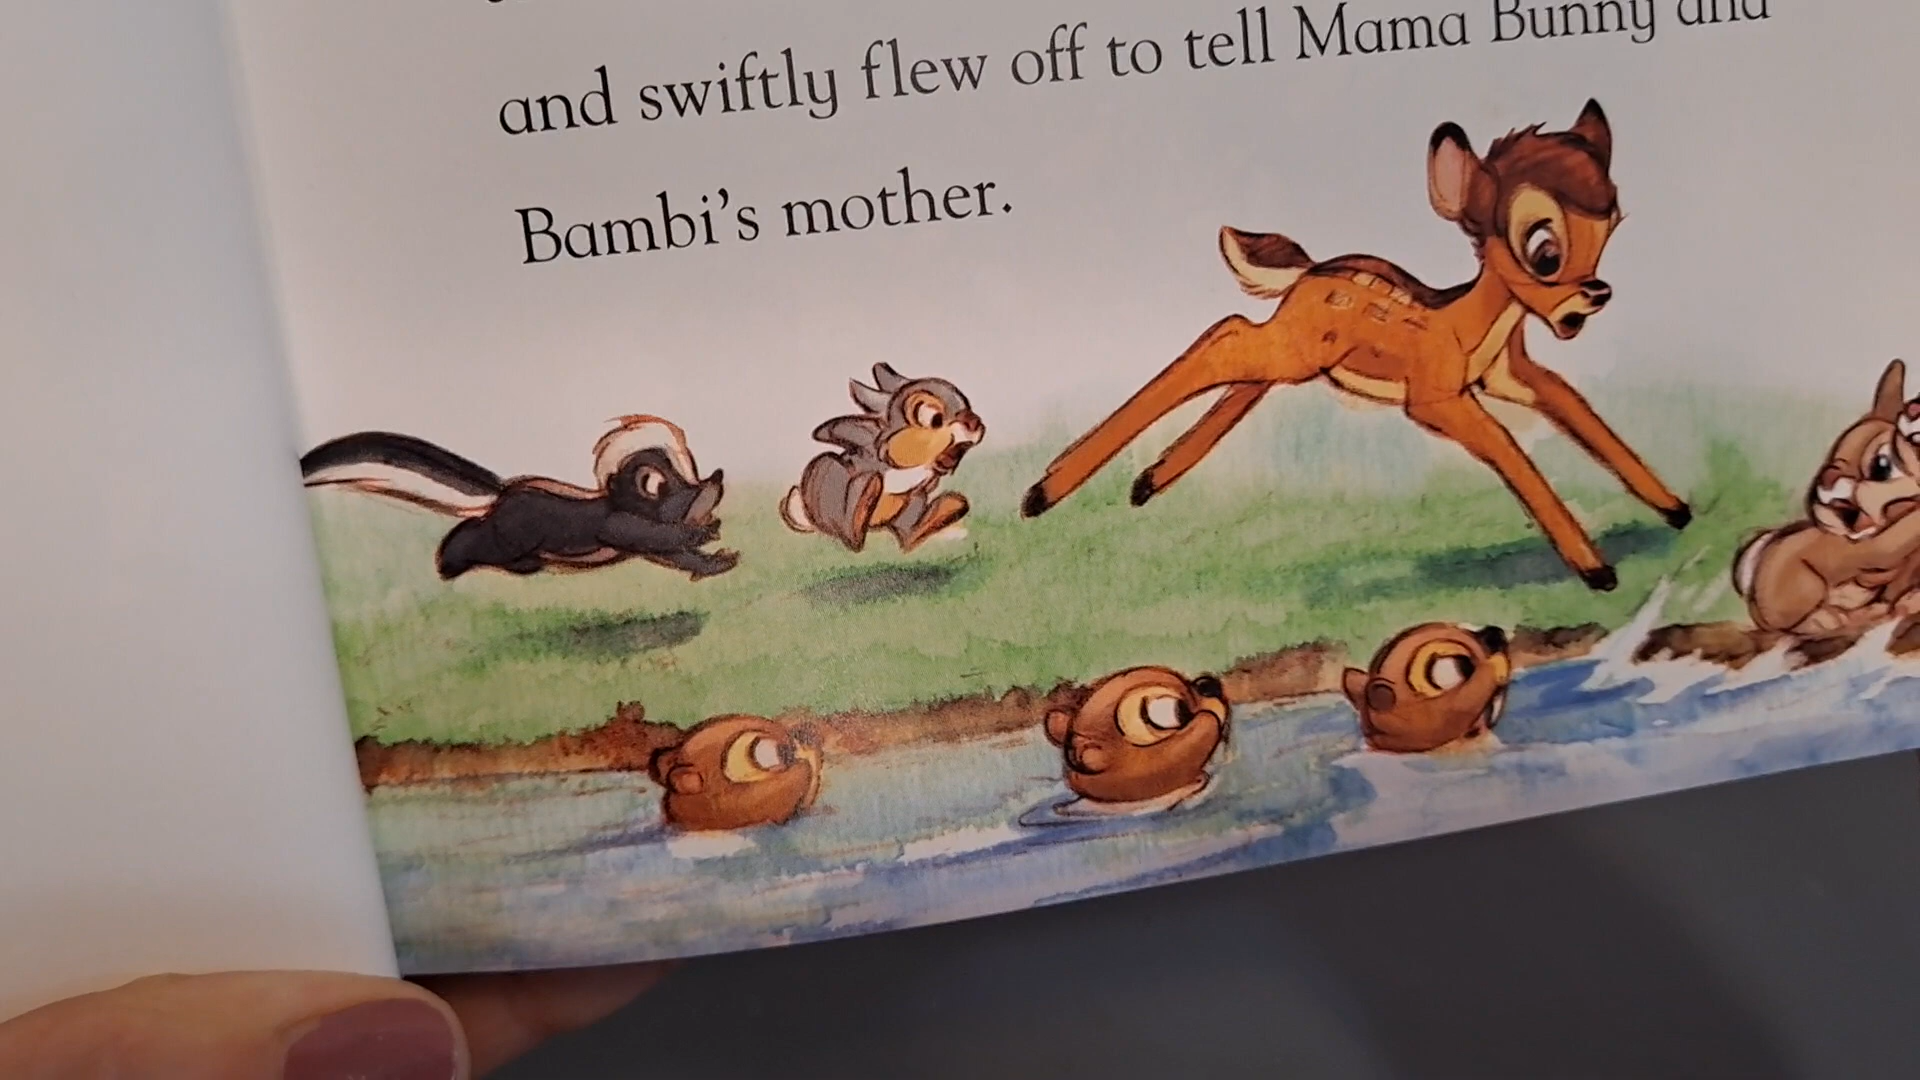 and swiftly flew off to tell Mama Bunny and
Bambi's mother.